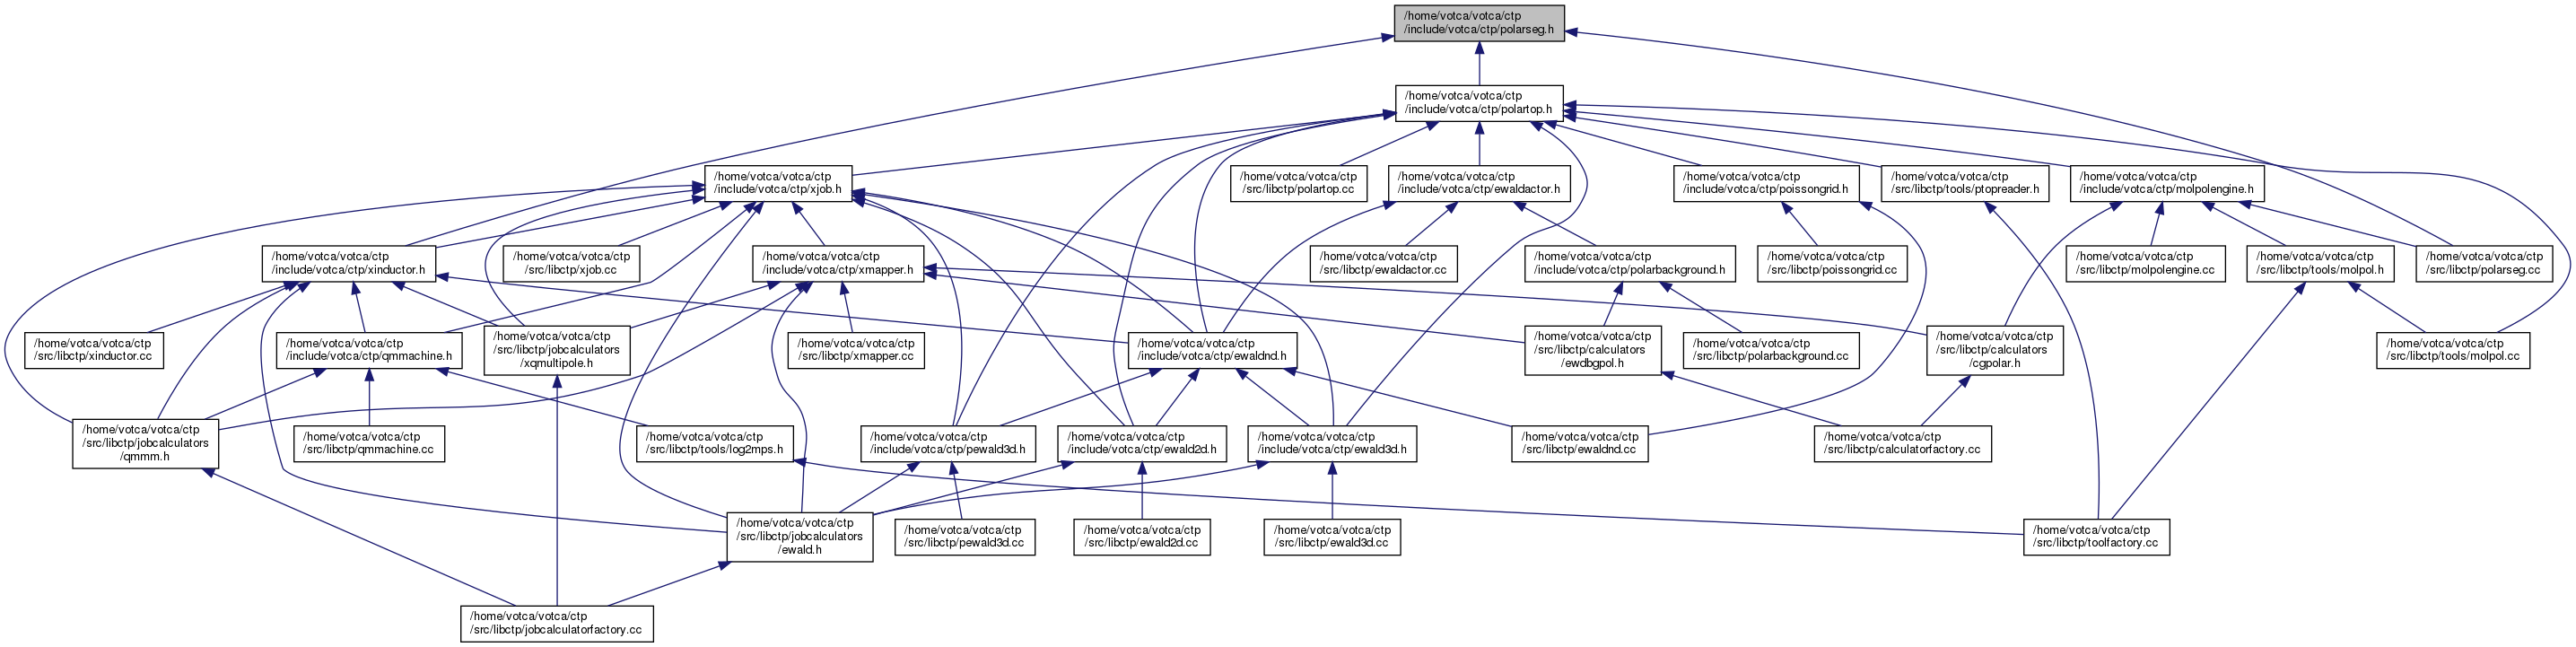 /home/votca/votca/ctp
/include/votca/ctp/polarseg.h
/home/votca/votca/ctp
/include/votca/ctp/polartop.h
/home/votca/votca/ctp
/include/votca/ctp/xjob.h
/home/votca/votca/ctp
/src/libctp/polartop.cc
/home/votca/votca/ctp
/include/votca/ctp/ewaldactor.h
/home/votca/votca/ctp
/include/votca/ctp/poissongrid.h
/home/votca/votca/ctp
/src/libctp/tools/ptopreader.h
/home/votca/votca/ctp
/include/votca/ctp/molpolengine.h
/home/votca/votca/ctp
/include/votca/ctp/xinductor.h
/home/votca/votca/ctp
/src/libctp/xjob.cc
/home/votca/votca/ctp
/include/votca/ctp/xmapper.h
/home/votca/votca/ctp
/src/libctp/ewaldactor.cc
/home/votca/votca/ctp
/include/votca/ctp/polarbackground.h
/home/votca/votca/ctp
/src/libctp/poissongrid.cc
/home/votca/votca/ctp
/src/libctp/molpolengine.cc
/home/votca/votca/ctp
/src/libctp/tools/molpol.h
/home/votca/votca/ctp
/src/libctp/polarseg.cc
/home/votca/votca/ctp
/src/libctp/xinductor.cc
/home/votca/votca/ctp
/include/votca/ctp/qmmachine.h
/home/votca/votca/ctp
/src/libctp/jobcalculators
/xqmultipole.h
/home/votca/votca/ctp
/src/libctp/xmapper.cc
/home/votca/votca/ctp
/include/votca/ctp/ewaldnd.h
/home/votca/votca/ctp
/src/libctp/calculators
/ewdbgpol.h
/home/votca/votca/ctp
/src/libctp/polarbackground.cc
/home/votca/votca/ctp
/src/libctp/calculators
/cgpolar.h
/home/votca/votca/ctp
/src/libctp/tools/molpol.cc
/home/votca/votca/ctp
/src/libctp/jobcalculators
/qmmm.h
/home/votca/votca/ctp
/src/libctp/qmmachine.cc
/home/votca/votca/ctp
/src/libctp/tools/log2mps.h
/home/votca/votca/ctp
/include/votca/ctp/pewald3d.h
/home/votca/votca/ctp
/include/votca/ctp/ewald2d.h
/home/votca/votca/ctp
/include/votca/ctp/ewald3d.h
/home/votca/votca/ctp
/src/libctp/ewaldnd.cc
/home/votca/votca/ctp
/src/libctp/calculatorfactory.cc
/home/votca/votca/ctp
/src/libctp/jobcalculators
/ewald.h
/home/votca/votca/ctp
/src/libctp/pewald3d.cc
/home/votca/votca/ctp
/src/libctp/ewald2d.cc
/home/votca/votca/ctp
/src/libctp/ewald3d.cc
/home/votca/votca/ctp
/src/libctp/toolfactory.cc
/home/votca/votca/ctp
/src/libctp/jobcalculatorfactory.cc